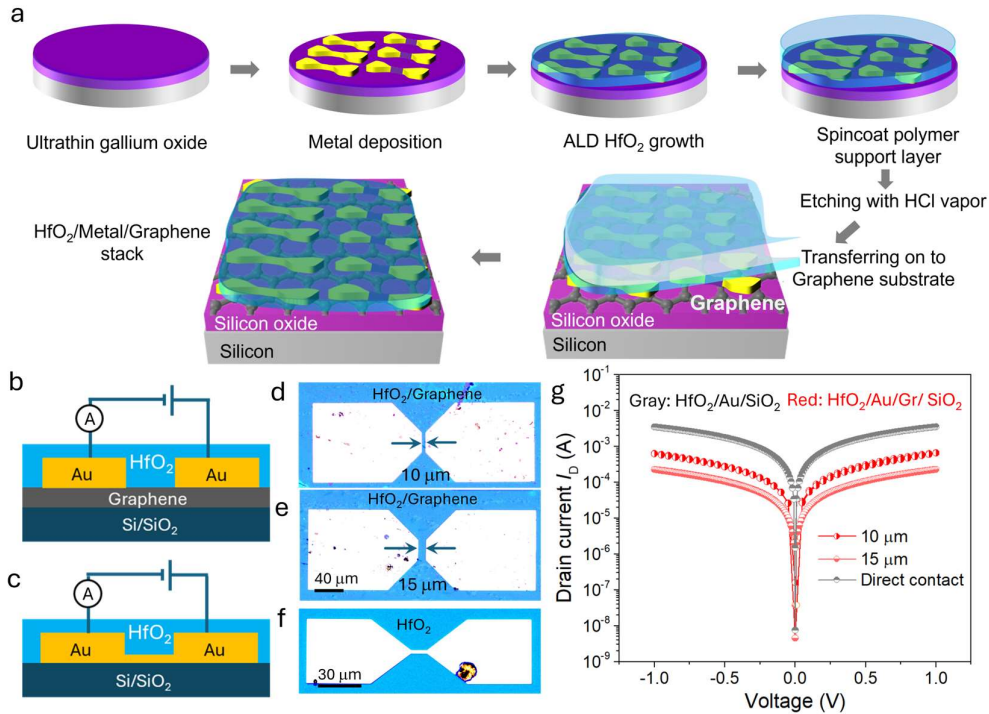 a
Ultrathin gallium oxide
Metal deposition
ALD HfO₂ growth
Spincoat polymer
support layer
Etching with HCl vapor
Transferring on to
Graphene substrate
HfO₂/Metal/Graphene
stack
Silicon oxide
Silicon
Graphene
Silicon oxide
Silicon
b
A
Au
HfO₂
Au
Graphene
Si/SiO₂
c
A
Au
HfO₂
Au
Si/SiO₂
d
HfO₂/Graphene
10 μm
e
HfO₂/Graphene
15 μm
40 μm
f
HfO₂
30 μm
g
Gray: HfO₂/Au/SiO₂ Red: HfO₂/Au/Gr/ SiO₂
Drain current I_D (A)
10⁻¹
10⁻²
10⁻³
10⁻⁴
10⁻⁵
10⁻⁶
10⁻⁷
10⁻⁸
10⁻⁹
10 μm
15 μm
Direct contact
-1.0 -0.5 0.0 0.5 1.0
Voltage (V)